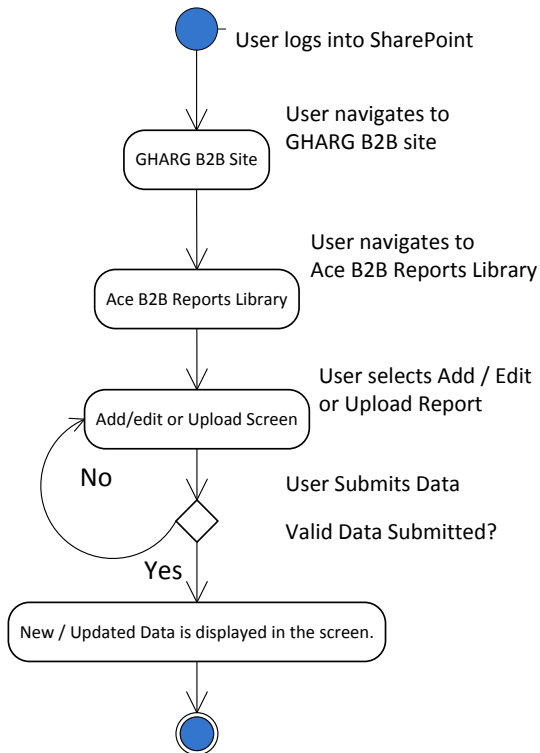 User logs into SharePoint
User navigates to
GHARG B2B site
GHARG B2B Site
User navigates to
Ace B2B Reports Library
Ace B2B Reports Library
User selects Add / Edit
or Upload Report
Add/edit or Upload Screen
No
User Submits Data
Valid Data Submitted?
Yes
New / Updated Data is displayed in the screen.